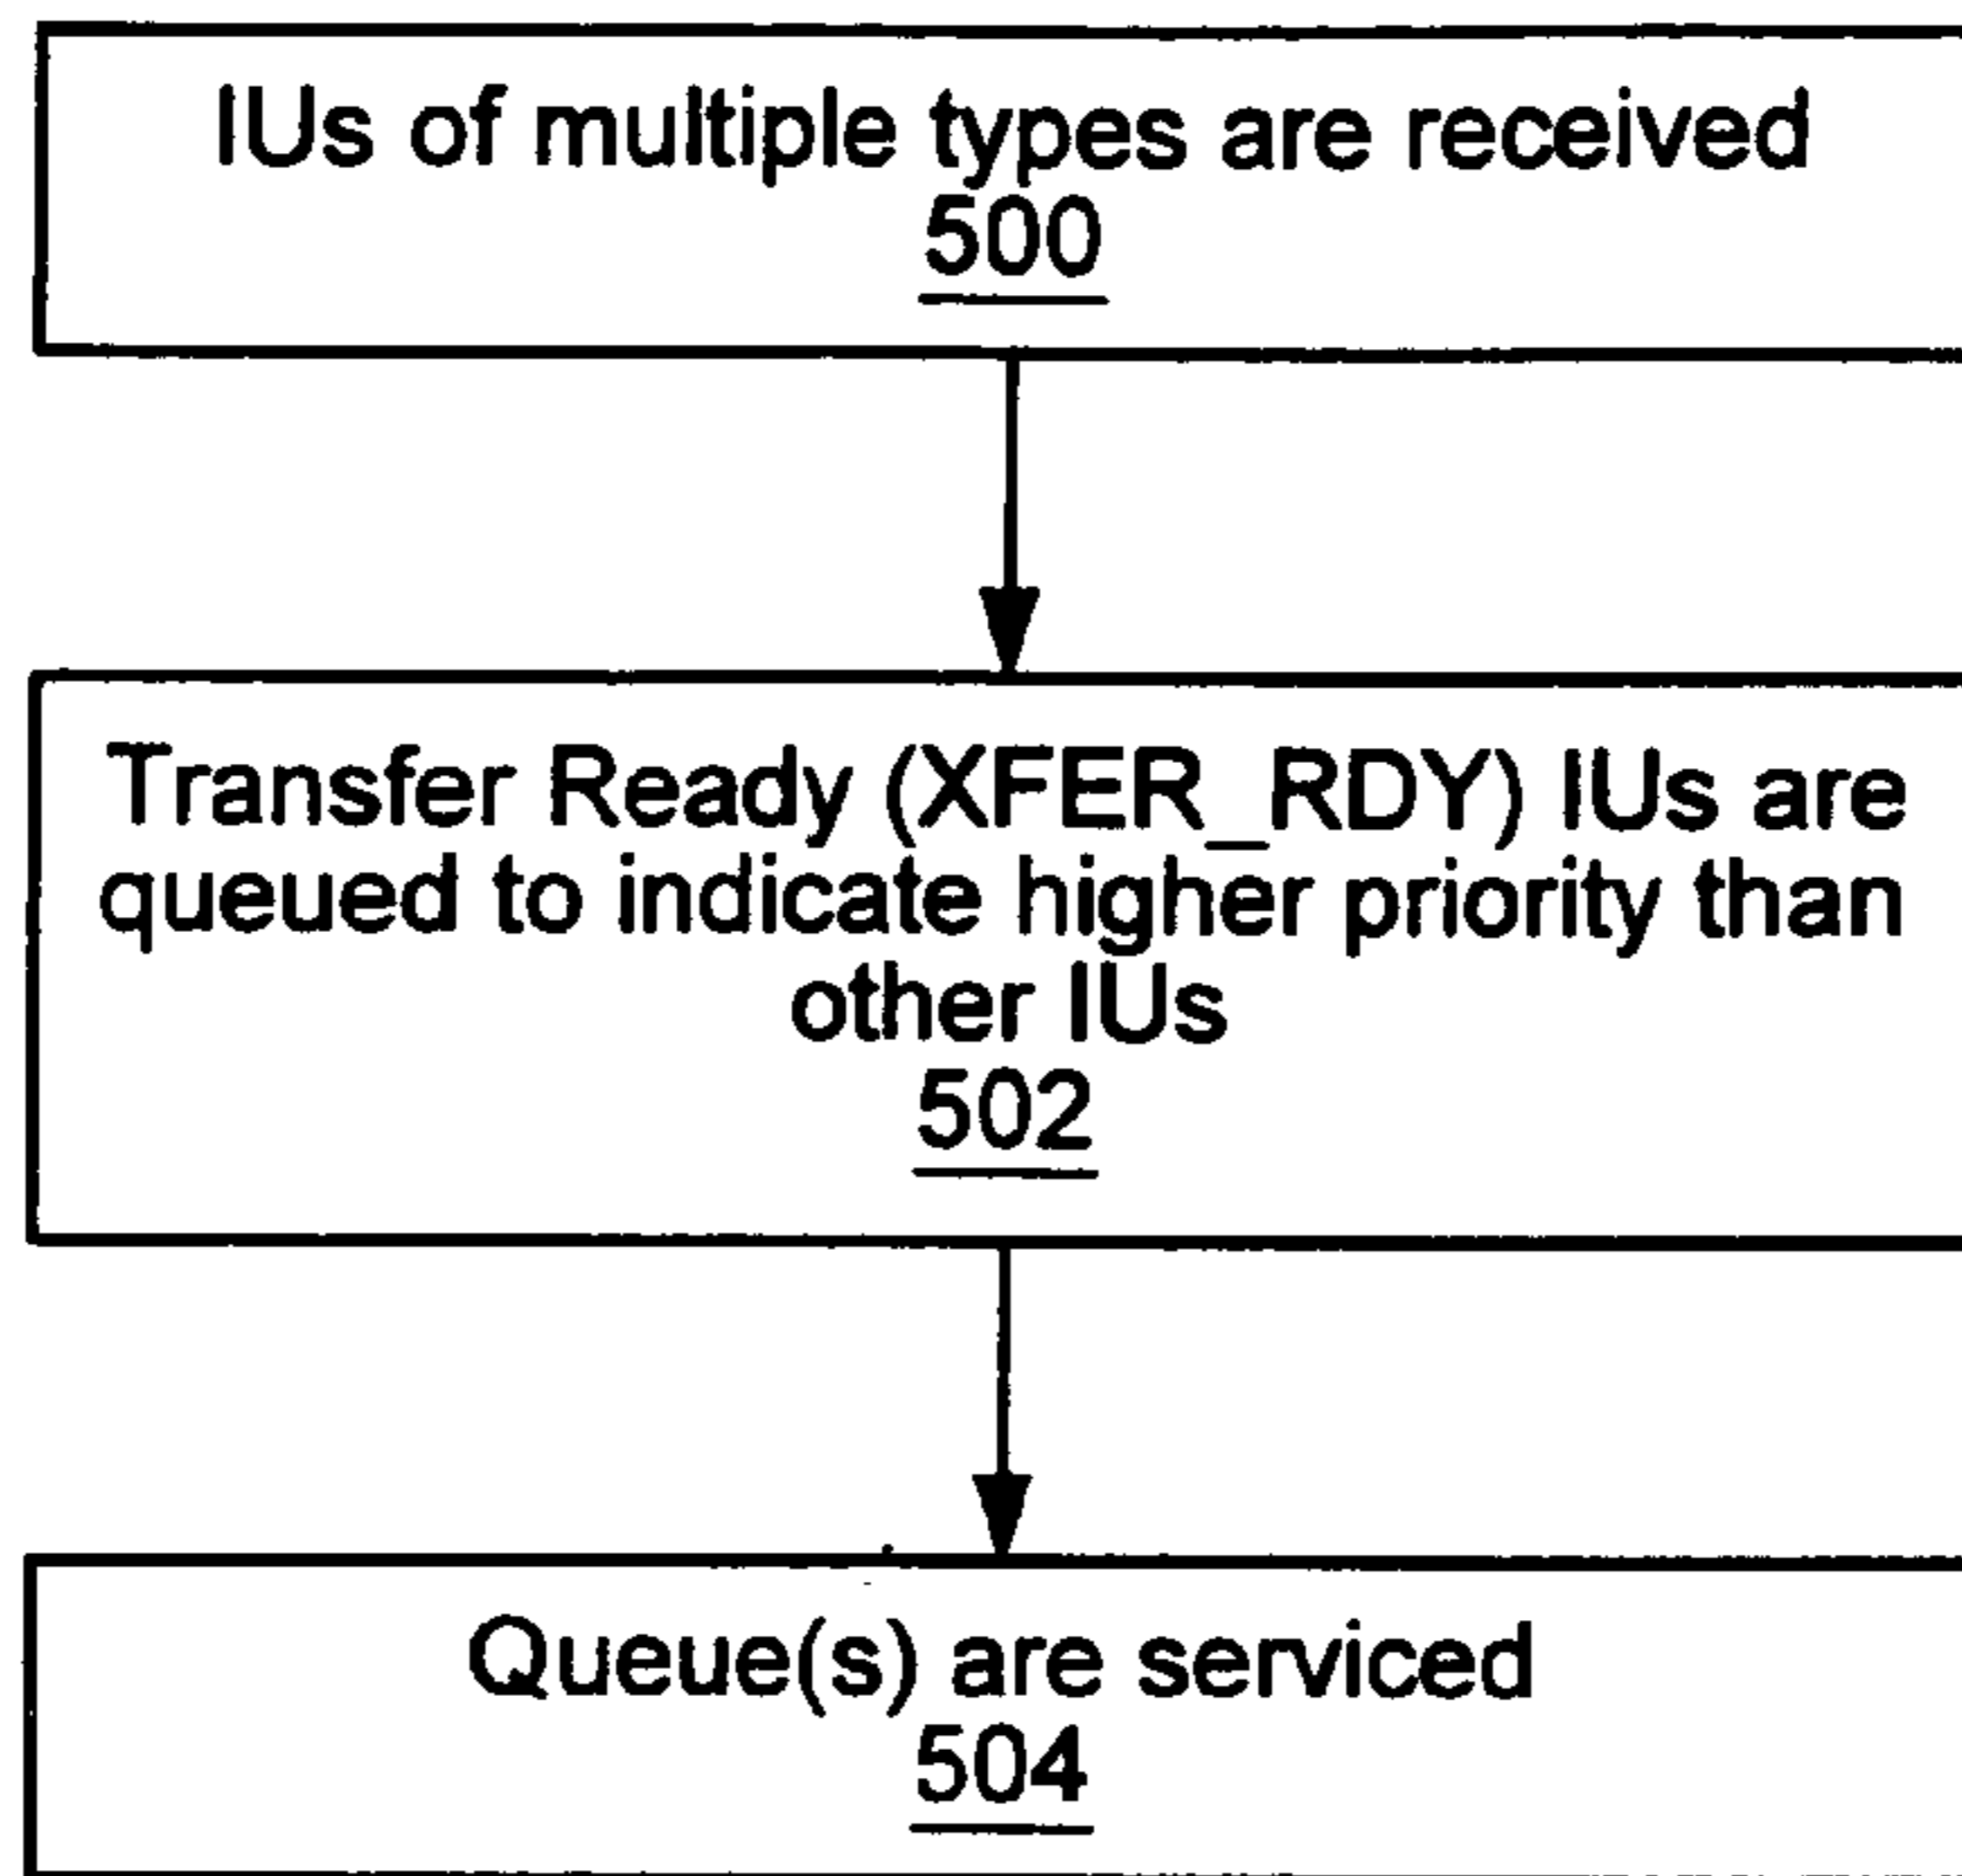 IUs of multiple types are received
500
Transfer Ready (XFER_RDY) IUs are
queued to indicate higher priority than
other IUs
502
Queue(s) are serviced
504